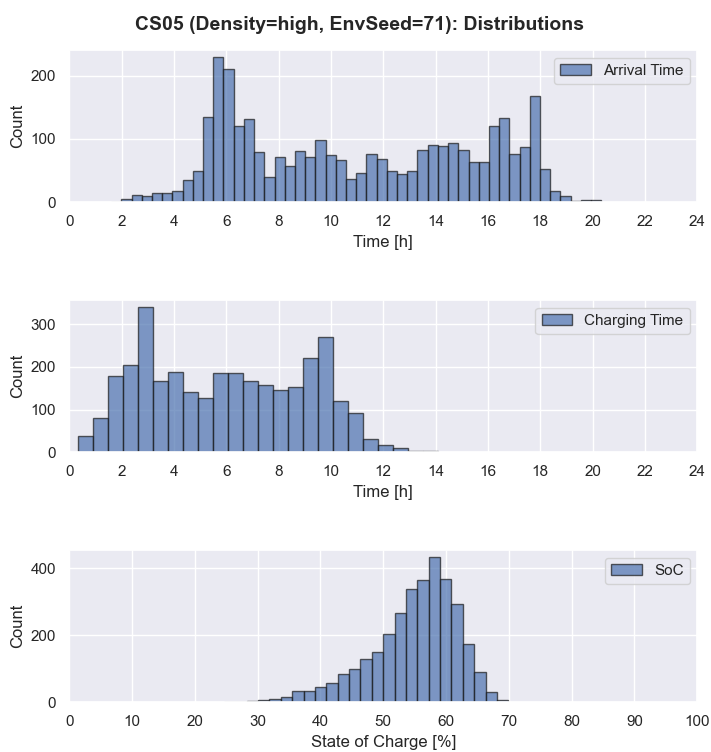 CS05 (Density=high, EnvSeed=71): Distributions
Arrival Time
Count
200
100
0
0 2 4 6 8 10 12 14 16 18 20 22 24
Time [h]
Charging Time
Count
300
200
100
0
0 2 4 6 8 10 12 14 16 18 20 22 24
Time [h]
SoC
Count
400
200
0
0 10 20 30 40 50 60 70 80 90 100
State of Charge [%]